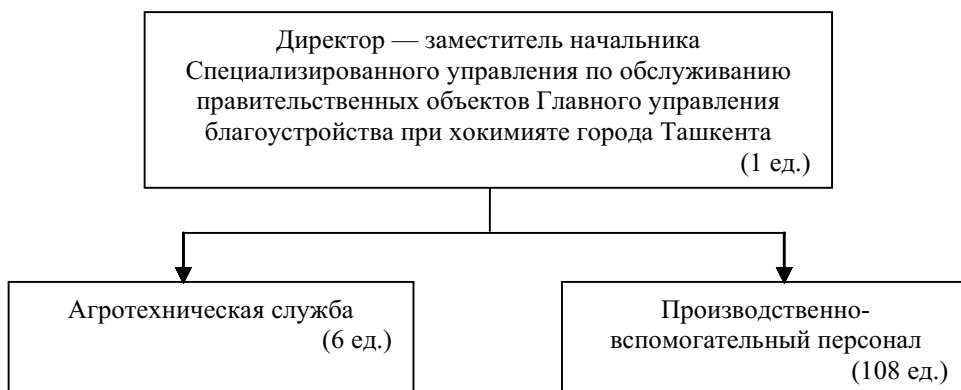 Директор — заместитель начальника
Специализированного управления по обслуживанию
правительственных объектов Главного управления
благоустройства при хокимияте города Ташкента
(1 ед.)
Агротехническая служба
(6 ед.)
Производственно-
вспомогательный персонал
(108 ед.)